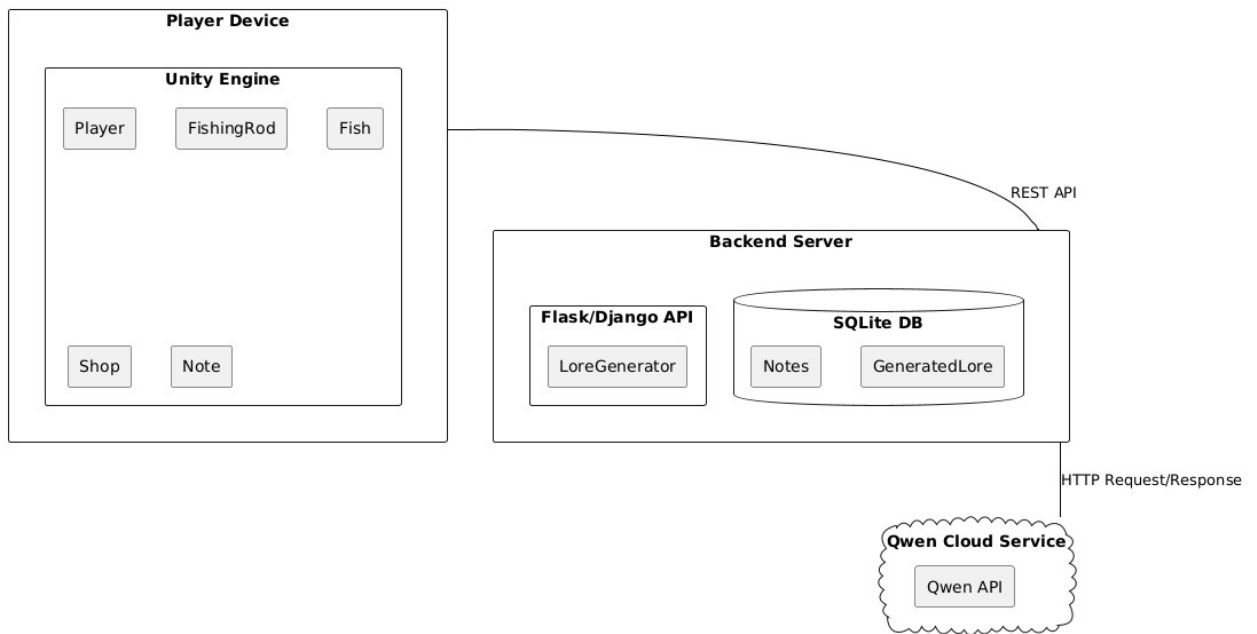 Player Device
Unity Engine
Player
FishingRod
Fish
Shop
Note
REST API
Backend Server
Flask/Django API
LoreGenerator
SQLite DB
Notes
GeneratedLore
HTTP Request/Response
Qwen Cloud Service
Qwen API